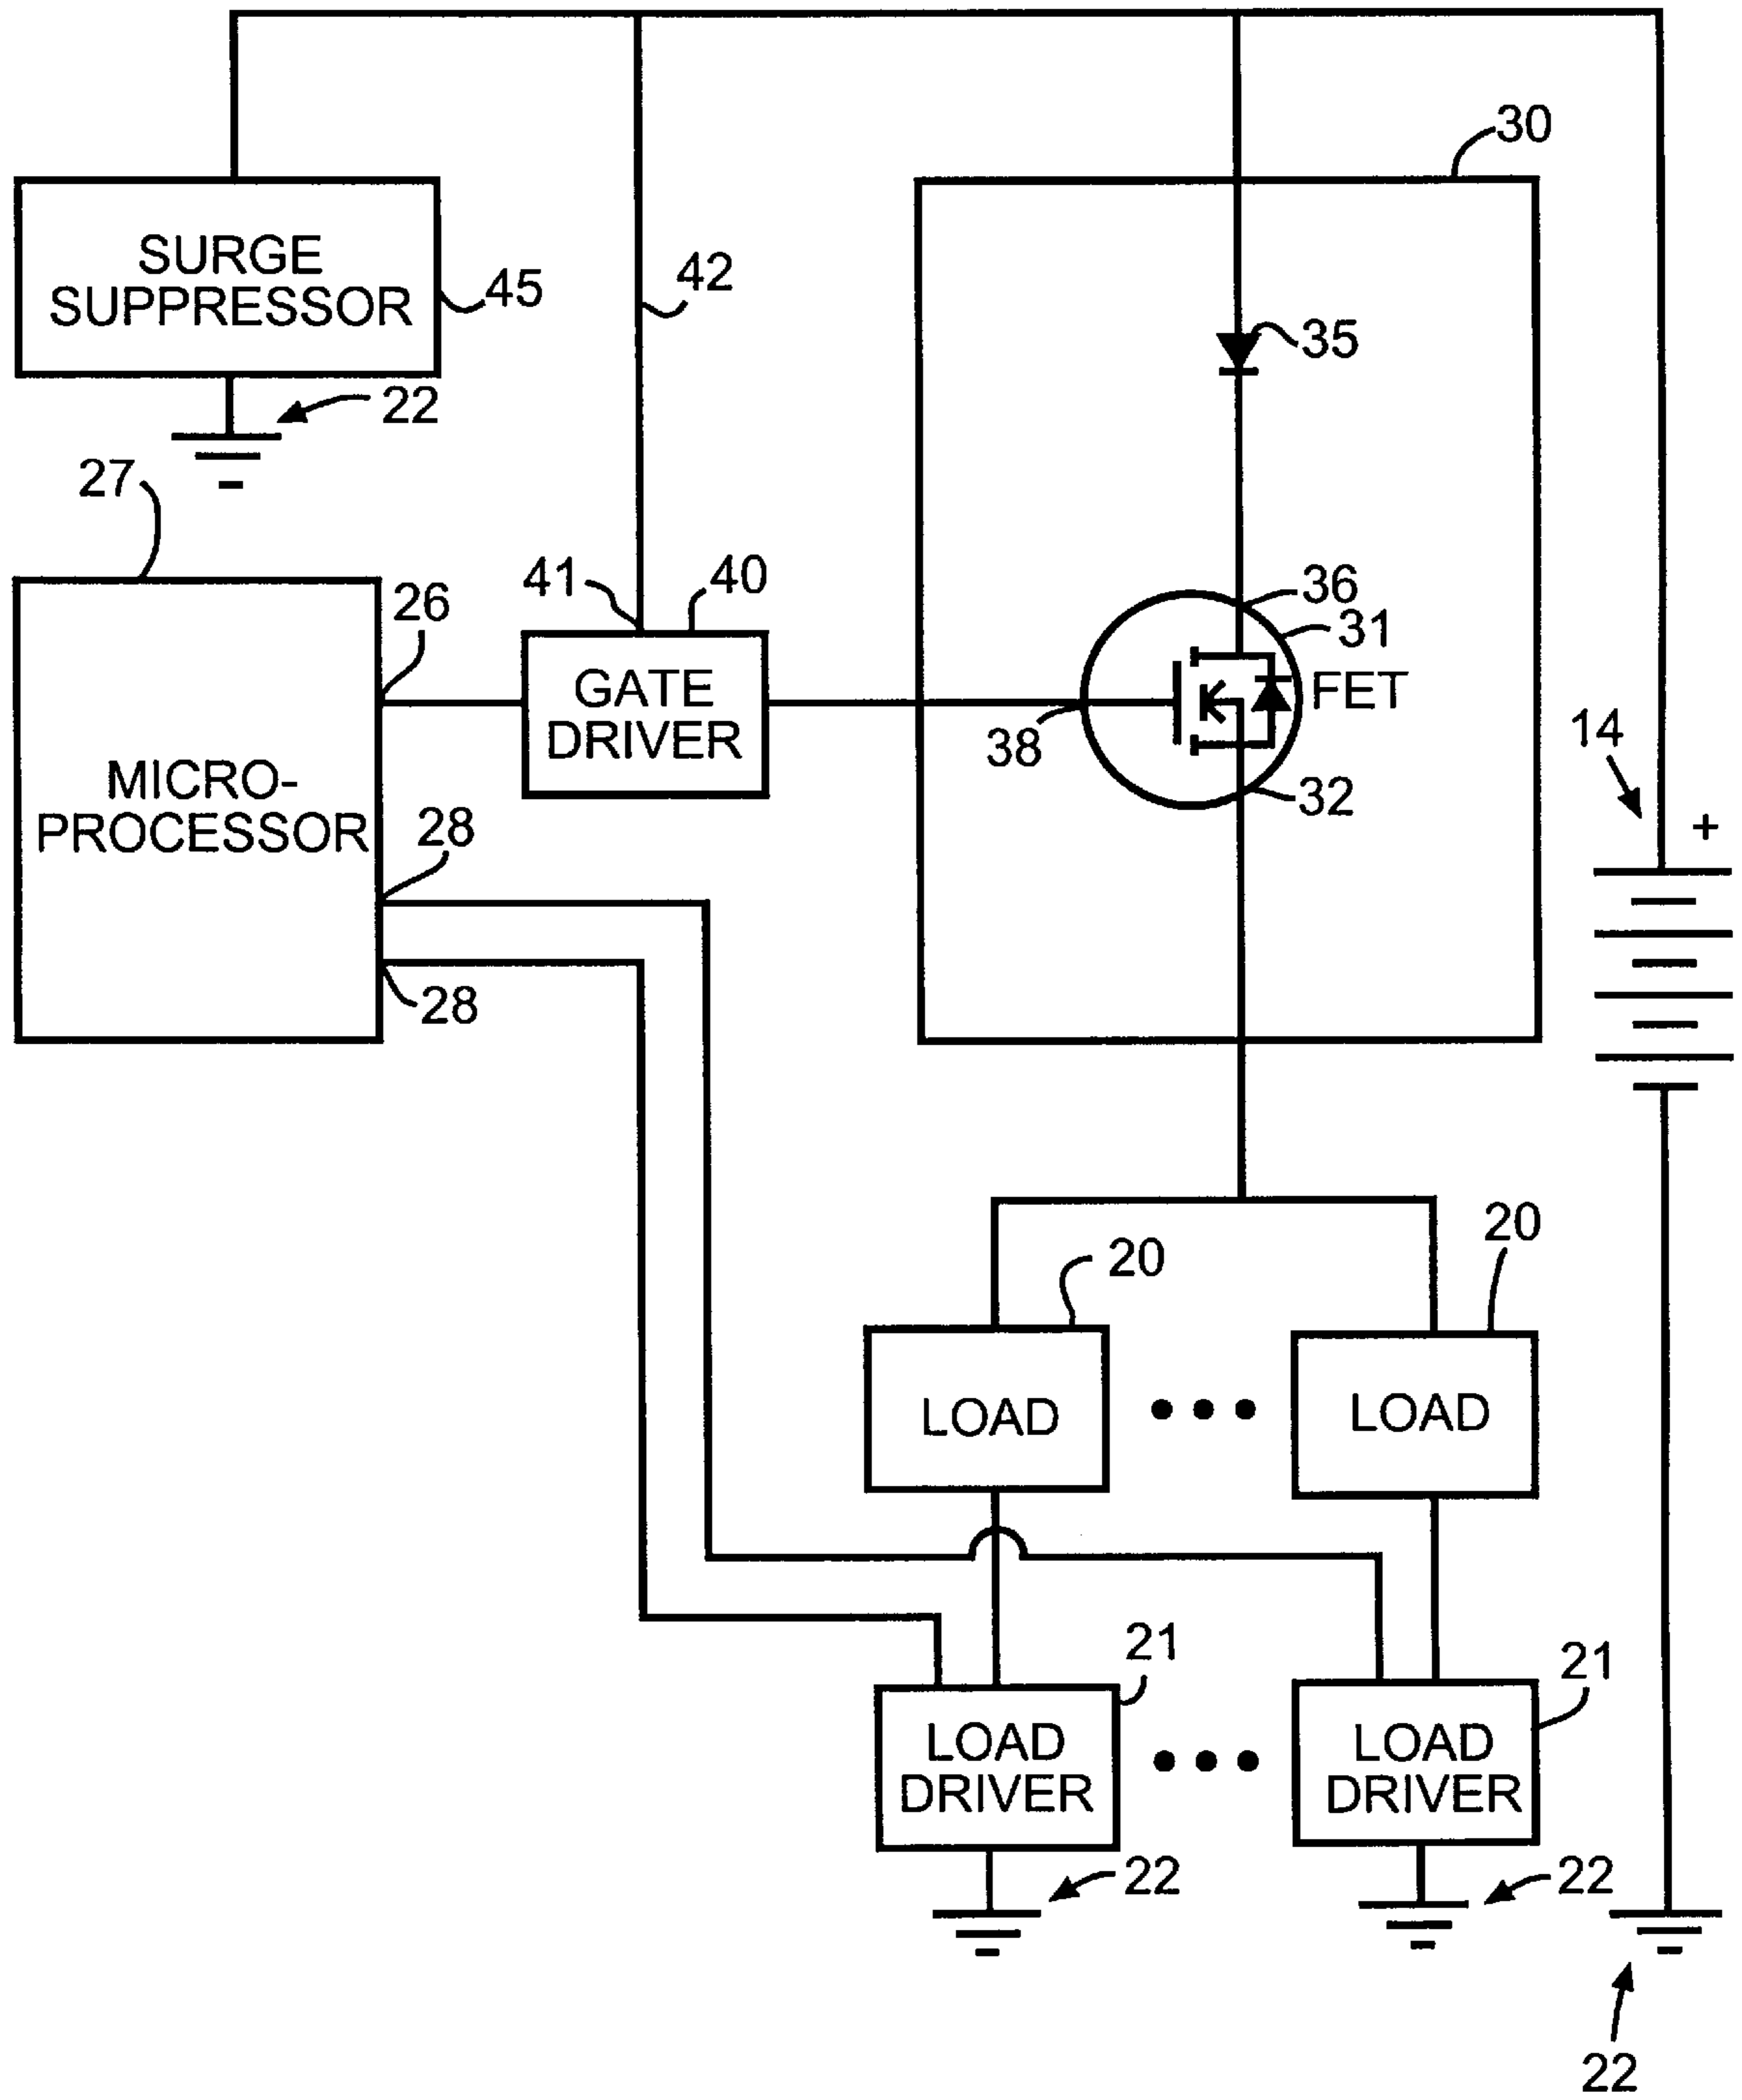 30
SURGE
SUPPRESSOR
45
42
35
22
27
26
41
40
36
31
GATE
DRIVER
FET
38
32
14
+
MICRO-
PROCESSOR
28
28
20
20
LOAD
LOAD
21
21
LOAD
DRIVER
LOAD
DRIVER
22
22
22